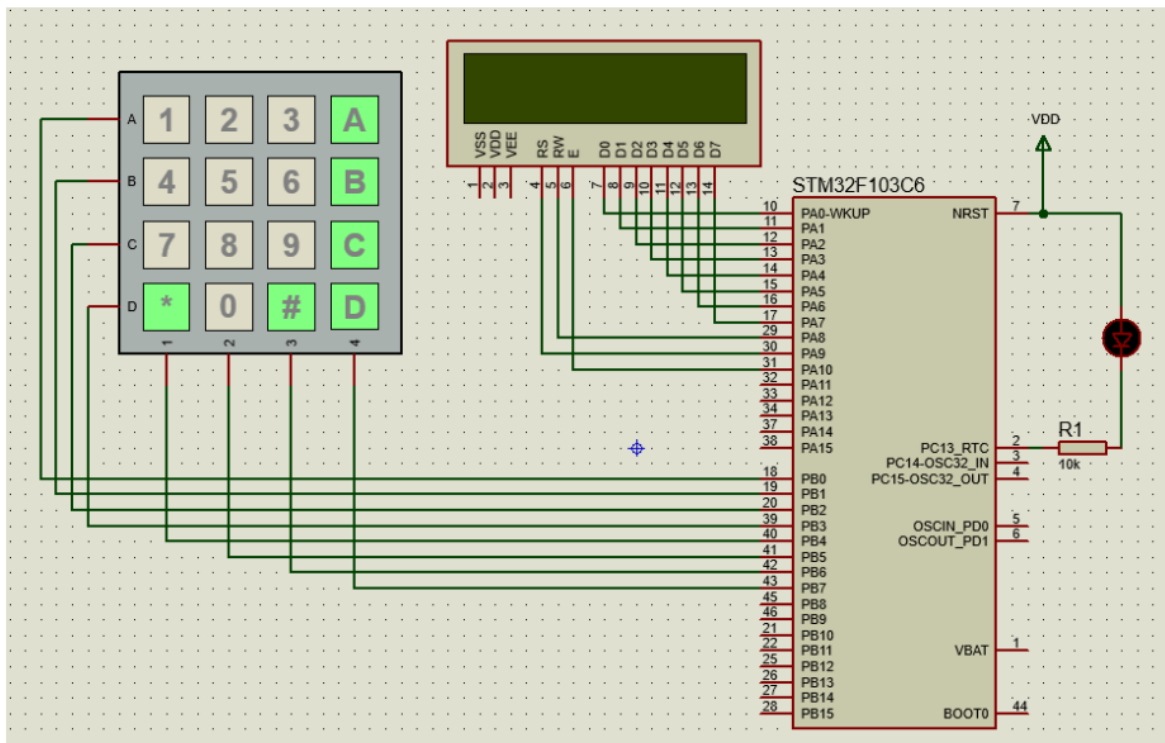 A 1 2 3 A
B 4 5 6 B
C 7 8 9 C
D * 0 # D
1 2 3 4
VSS VDD VEE RS RW E D0 D1 D2 D3 D4 D5 D6 D7
1 2 3 4 5 6 7 8 9 10 11 12 13 14
STM32F103C6
10 PA0-WKUP
11 PA1
12 PA2
13 PA3
14 PA4
15 PA5
16 PA6
17 PA7
29 PA8
30 PA9
31 PA10
32 PA11
33 PA12
34 PA13
37 PA14
38 PA15
18 PB0
19 PB1
20 PB2
39 PB3
40 PB4
41 PB5
42 PB6
43 PB7
45 PB8
46 PB9
21 PB10
22 PB11
25 PB12
26 PB13
27 PB14
28 PB15
NRST 7
PC13_RTC 2
PC14-OSC32_IN 3
PC15-OSC32_OUT 4
OSCIN_PD0 5
OSCOUT_PD1 6
VBAT 1
BOOT0 44
VDD
R1
10k